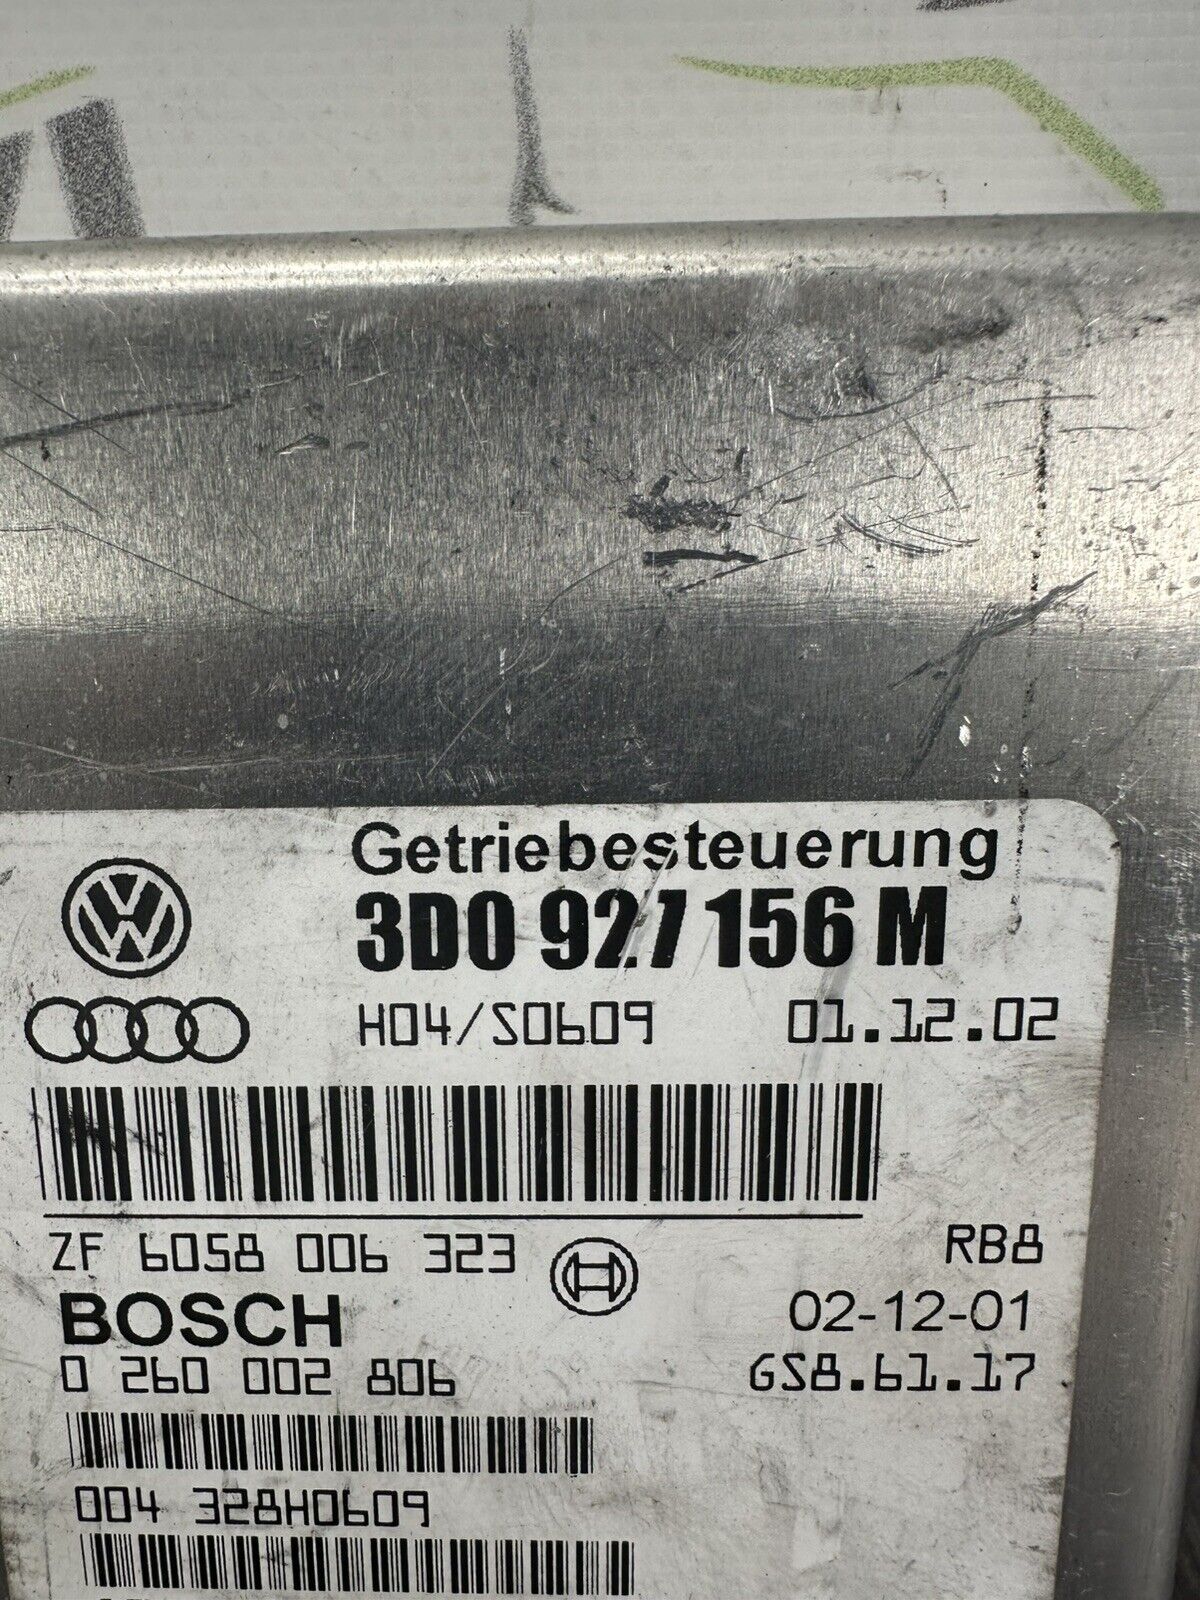 Getriebesteuerung
3D0 927 156 M
H04/S0609 01.12.02
ZF 6058 006 323 RB8
BOSCH 02-12-01
0 260 002 806 GS8.61.17
004 328H0609